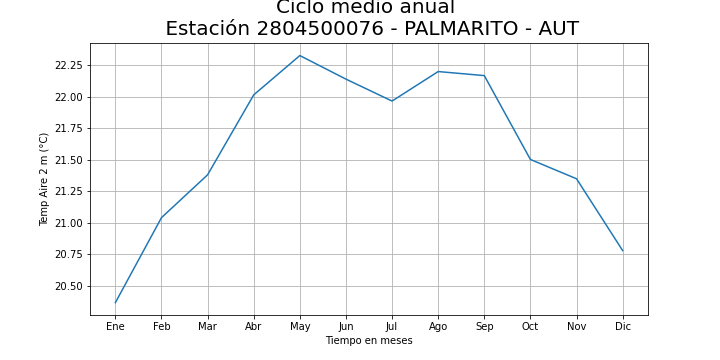 Ciclo medio anual
Estación 2804500076 - PALMARITO - AUT
Temp Aire 2 m (°C)
22.25
22.00
21.75
21.50
21.25
21.00
20.75
20.50
Ene Feb Mar Abr May Jun Jul Ago Sep Oct Nov Dic
Tiempo en meses